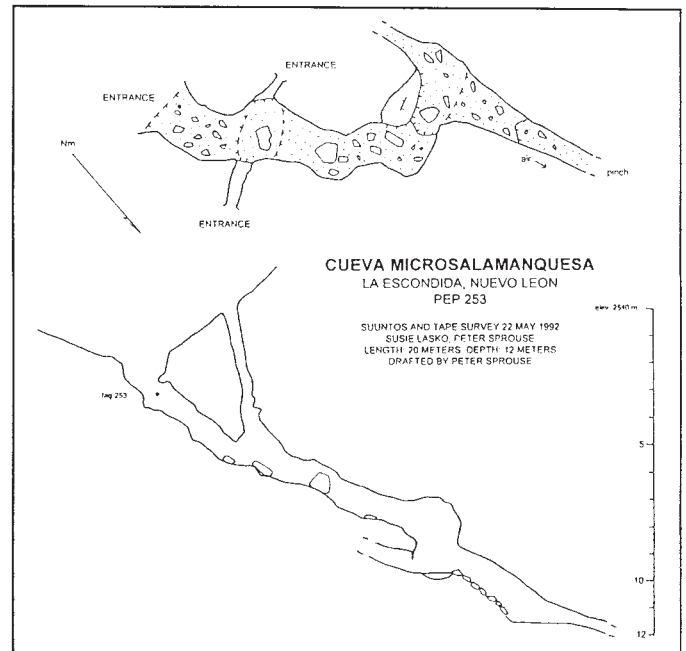 ENTRANCE
ENTRANCE
Nm
ENTRANCE
air
pinch
CUEVA MICROSALAMANQUESA
LA ESCONDIDA, NUEVO LEON
PEP 253
SUUNTOS AND TAPE SURVEY 22 MAY 1992
SUSIE LASKO, PETER SPROUSE
LENGTH: 20 METERS DEPTH: 12 METERS
DRAFTED BY PETER SPROUSE
elev. 2540 m
tag 253
5
10
12